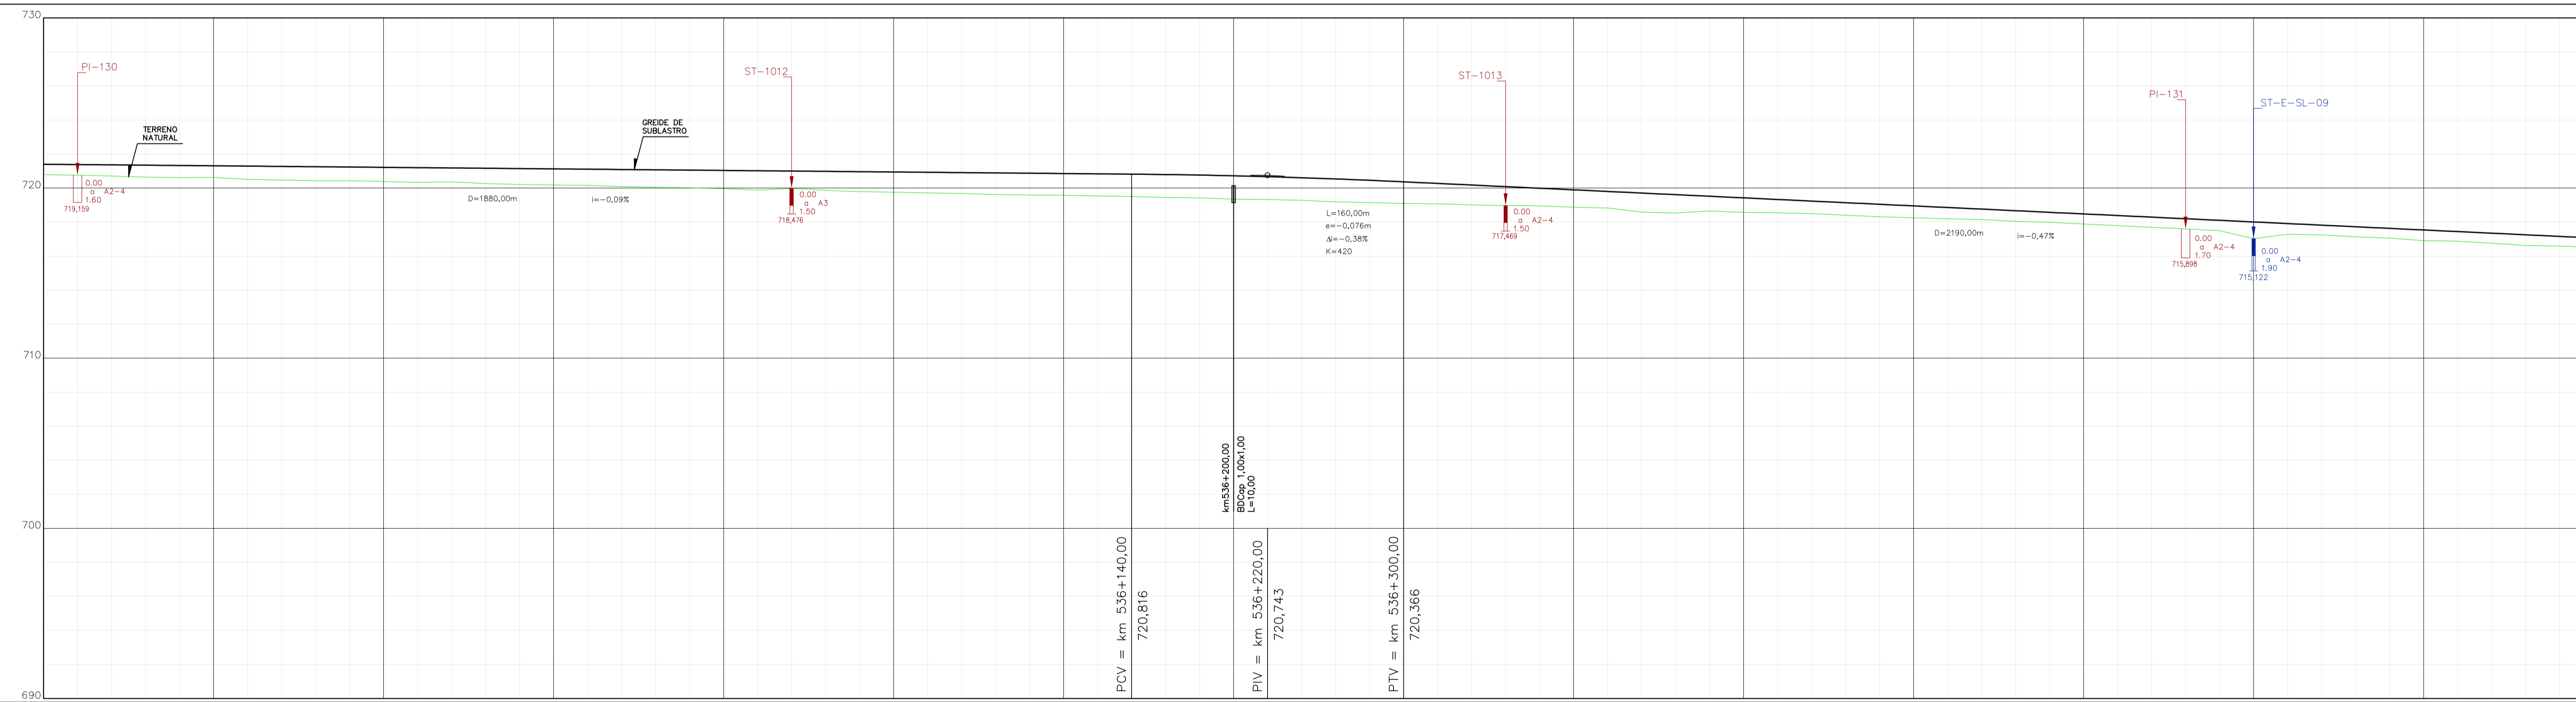 730
720
710
700
690
PI-130
TERRENO
NATURAL
0.00
a A2-4
1.60
719,159
D=1880,00m
i=-0,09%
GREIDE DE
SUBLASTRO
ST-1012
0.00
a A3
1.50
718,476
km536+200,00
BDCap 1,00x1,00
L=10,00
PCV = km 536+140,00
720,816
PIV = km 536+220,00
720,743
PTV = km 536+300,00
720,366
L=160,00m
e=-0,076m
Δi=-0,38%
K=420
ST-1013
0.00
a A2-4
1.50
717,469
D=2190,00m
i=-0,47%
PI-131
0.00
a A2-4
1.70
715,898
ST-E-SL-09
0.00
a A2-4
1.90
715,122